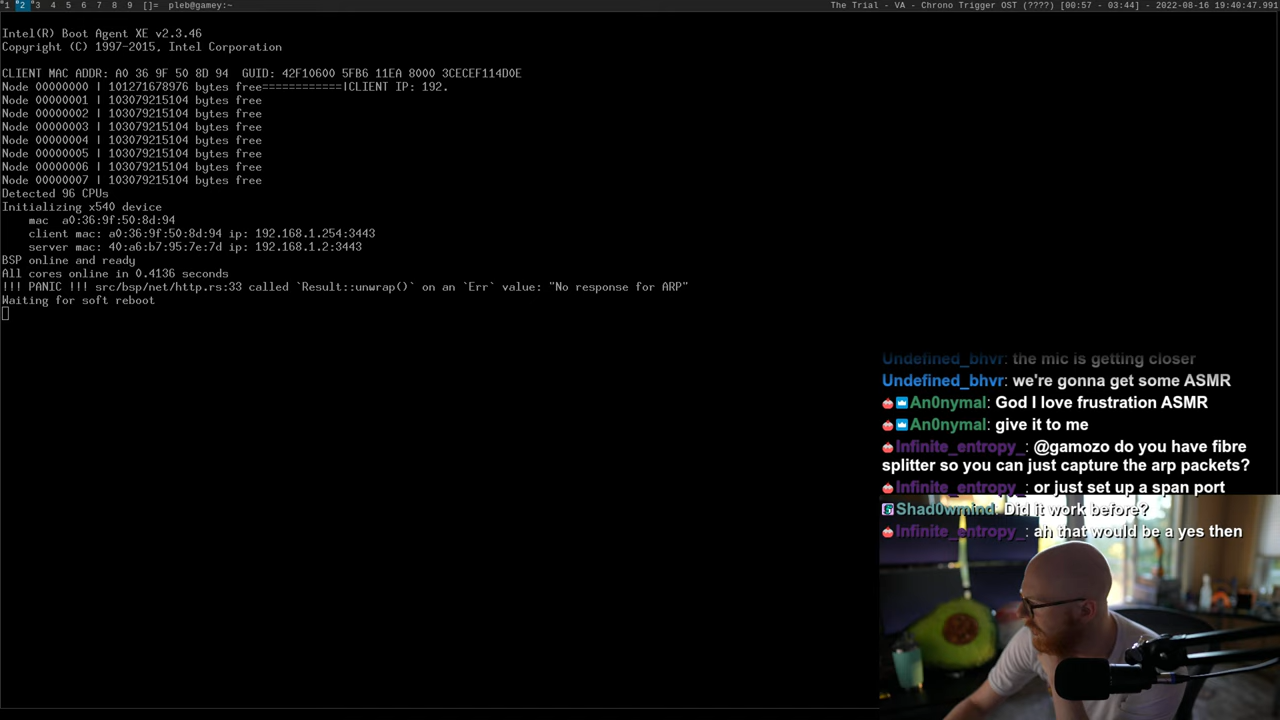 1 2 3 4 5 6 7 8 9 []= pleb@gamey:~
The Trial - VA - Chrono Trigger OST (????) [00:57 - 03:44] - 2022-08-16 19:40:47.991
Intel(R) Boot Agent XE v2.3.46
Copyright (C) 1997-2015, Intel Corporation
CLIENT MAC ADDR: A0 36 9F 50 8D 94  GUID: 42F10600 5FB6 11EA 8000 3CECEF114D0E
Node 00000000 | 101271678976 bytes free============|CLIENT IP: 192.
Node 00000001 | 103079215104 bytes free
Node 00000002 | 103079215104 bytes free
Node 00000003 | 103079215104 bytes free
Node 00000004 | 103079215104 bytes free
Node 00000005 | 103079215104 bytes free
Node 00000006 | 103079215104 bytes free
Node 00000007 | 103079215104 bytes free
Detected 96 CPUs
Initializing x540 device
mac  a0:36:9f:50:8d:94
client mac: a0:36:9f:50:8d:94 ip: 192.168.1.254:3443
server mac: 40:a6:b7:95:7e:7d ip: 192.168.1.2:3443
BSP online and ready
All cores online in 0.4136 seconds
!!! PANIC !!! src/bsp/net/http.rs:33 called `Result::unwrap()` on an `Err` value: "No response for ARP"
Waiting for soft reboot
Undefined_bhvr: the mic is getting closer
Undefined_bhvr: we're gonna get some ASMR
An0nymal: God I love frustration ASMR
An0nymal: give it to me
Infinite_entropy_: @gamozo do you have fibre
splitter so you can just capture the arp packets?
Infinite_entropy_: or just set up a span port
Shad0wmind: Did it work before?
Infinite_entropy_: ah that would be a yes then